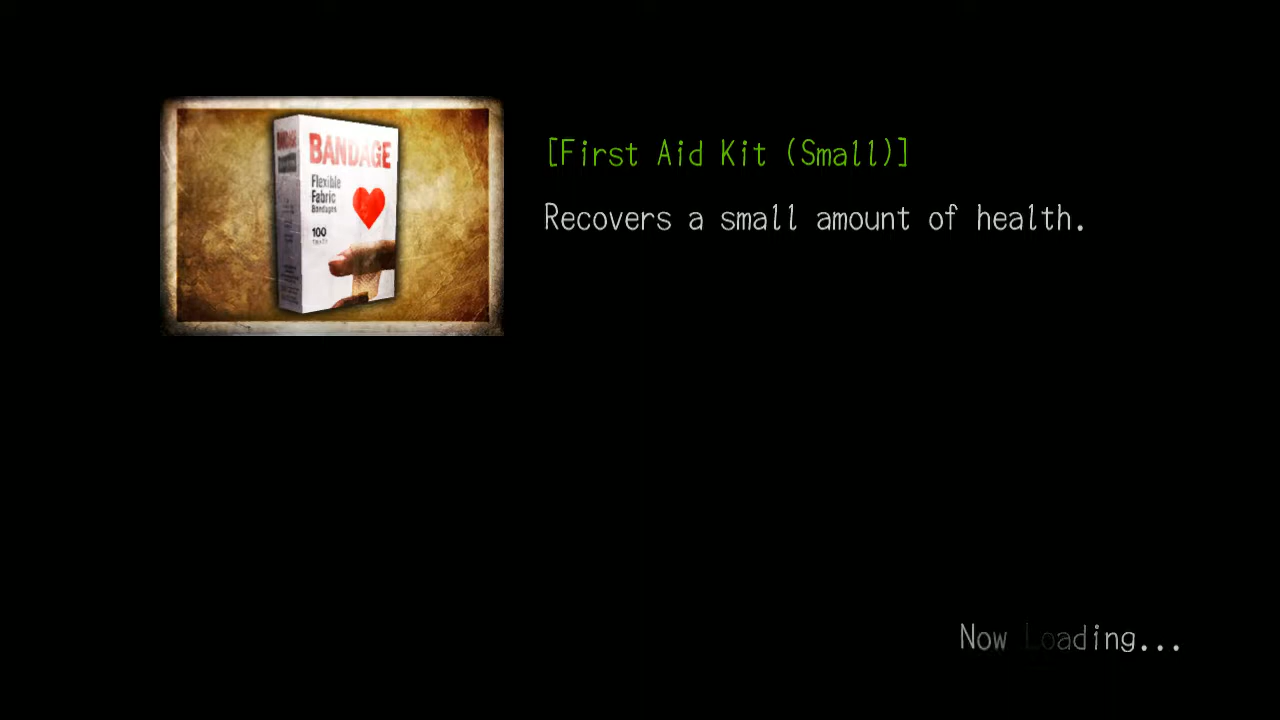 BANDAGE
Flexible
Fabric
Bandages
100
[First Aid Kit (Small)]
Recovers a small amount of health.
Now Loading...